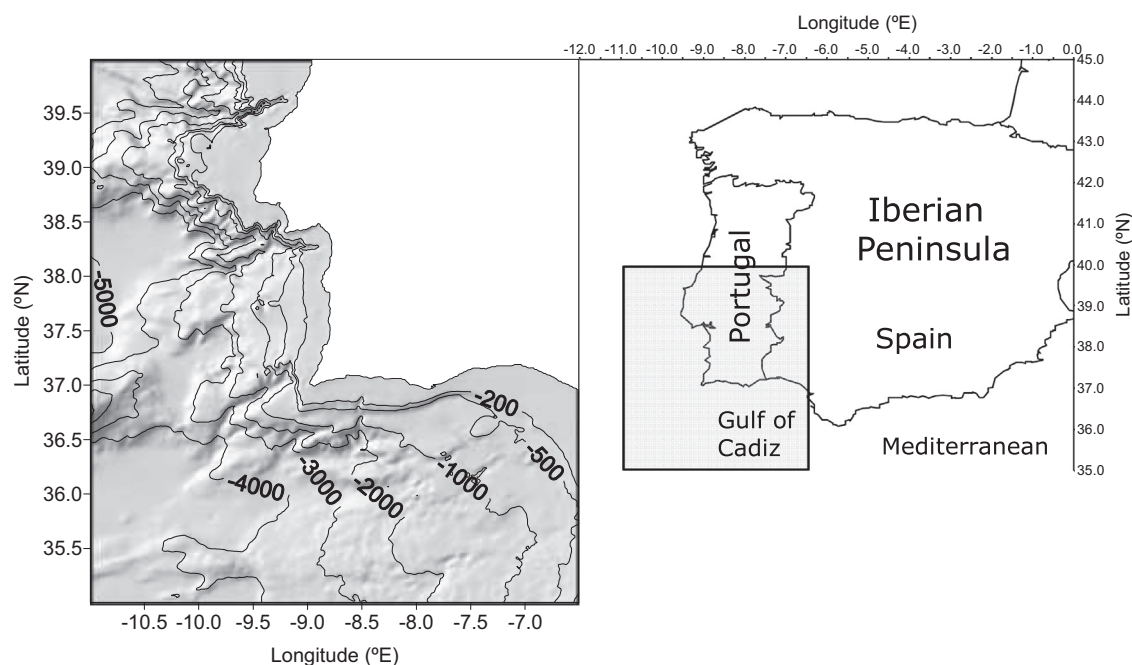 Longitude (ºE)
-12.0 -11.0 -10.0 -9.0 -8.0 -7.0 -6.0 -5.0 -4.0 -3.0 -2.0 -1.0 0.0
45.0
44.0
43.0
42.0
41.0
40.0
39.0
38.0
37.0
36.0
35.0
Latitude (ºN)
Iberian
Peninsula
Portugal
Spain
Gulf of
Cadiz
Mediterranean
39.5
39.0
38.5
38.0
37.5
37.0
36.5
36.0
35.5
Latitude (ºN)
-5000
-200
-500
-1000
-2000
-3000
-4000
-10.5 -10.0 -9.5 -9.0 -8.5 -8.0 -7.5 -7.0
Longitude (ºE)